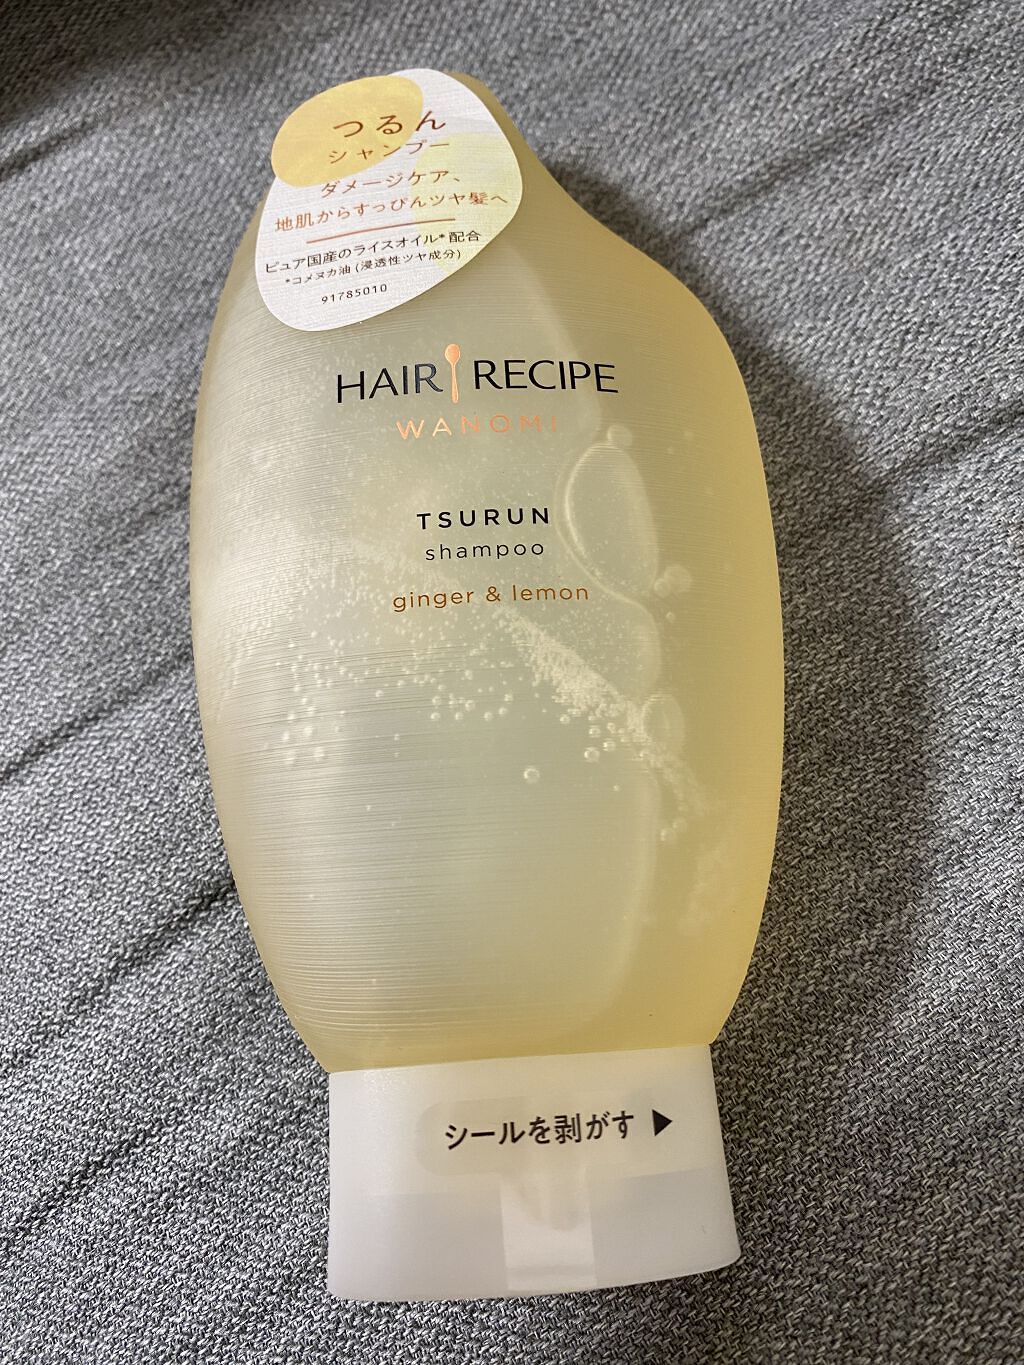 つるん
シャンプー
ダメージケア、
地肌からすっぴんツヤ髪へ
ピュア国産のライスオイル*配合
*コメヌカ油(浸透性ツヤ成分)
91785010
HAIR RECIPE
WANOMI
TSURUN
shampoo
ginger & lemon
シールを剥がす ▶